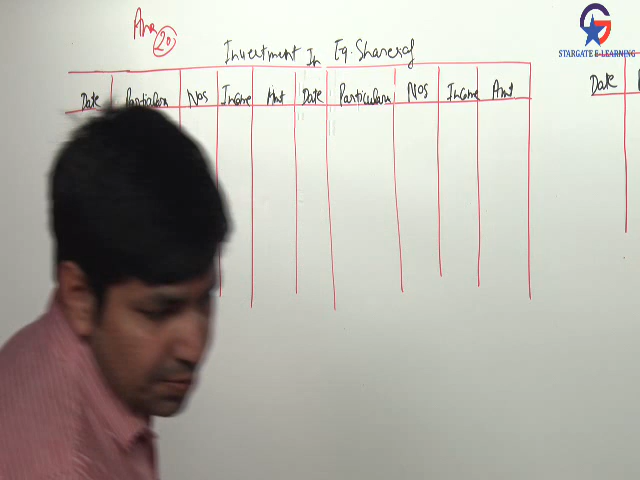 Ans 20
Investment In Eq. Shares of
Date Particulars Nos Income Amt Date Particulars Nos Income Amt
Date
STARGATE E-LEARNING